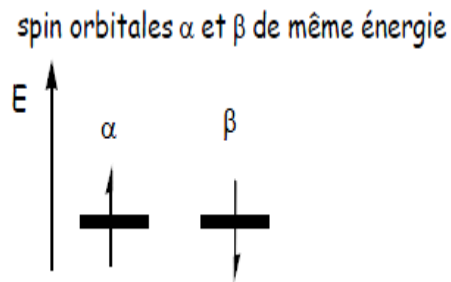 spin orbitales α et β de même énergie
E
α β